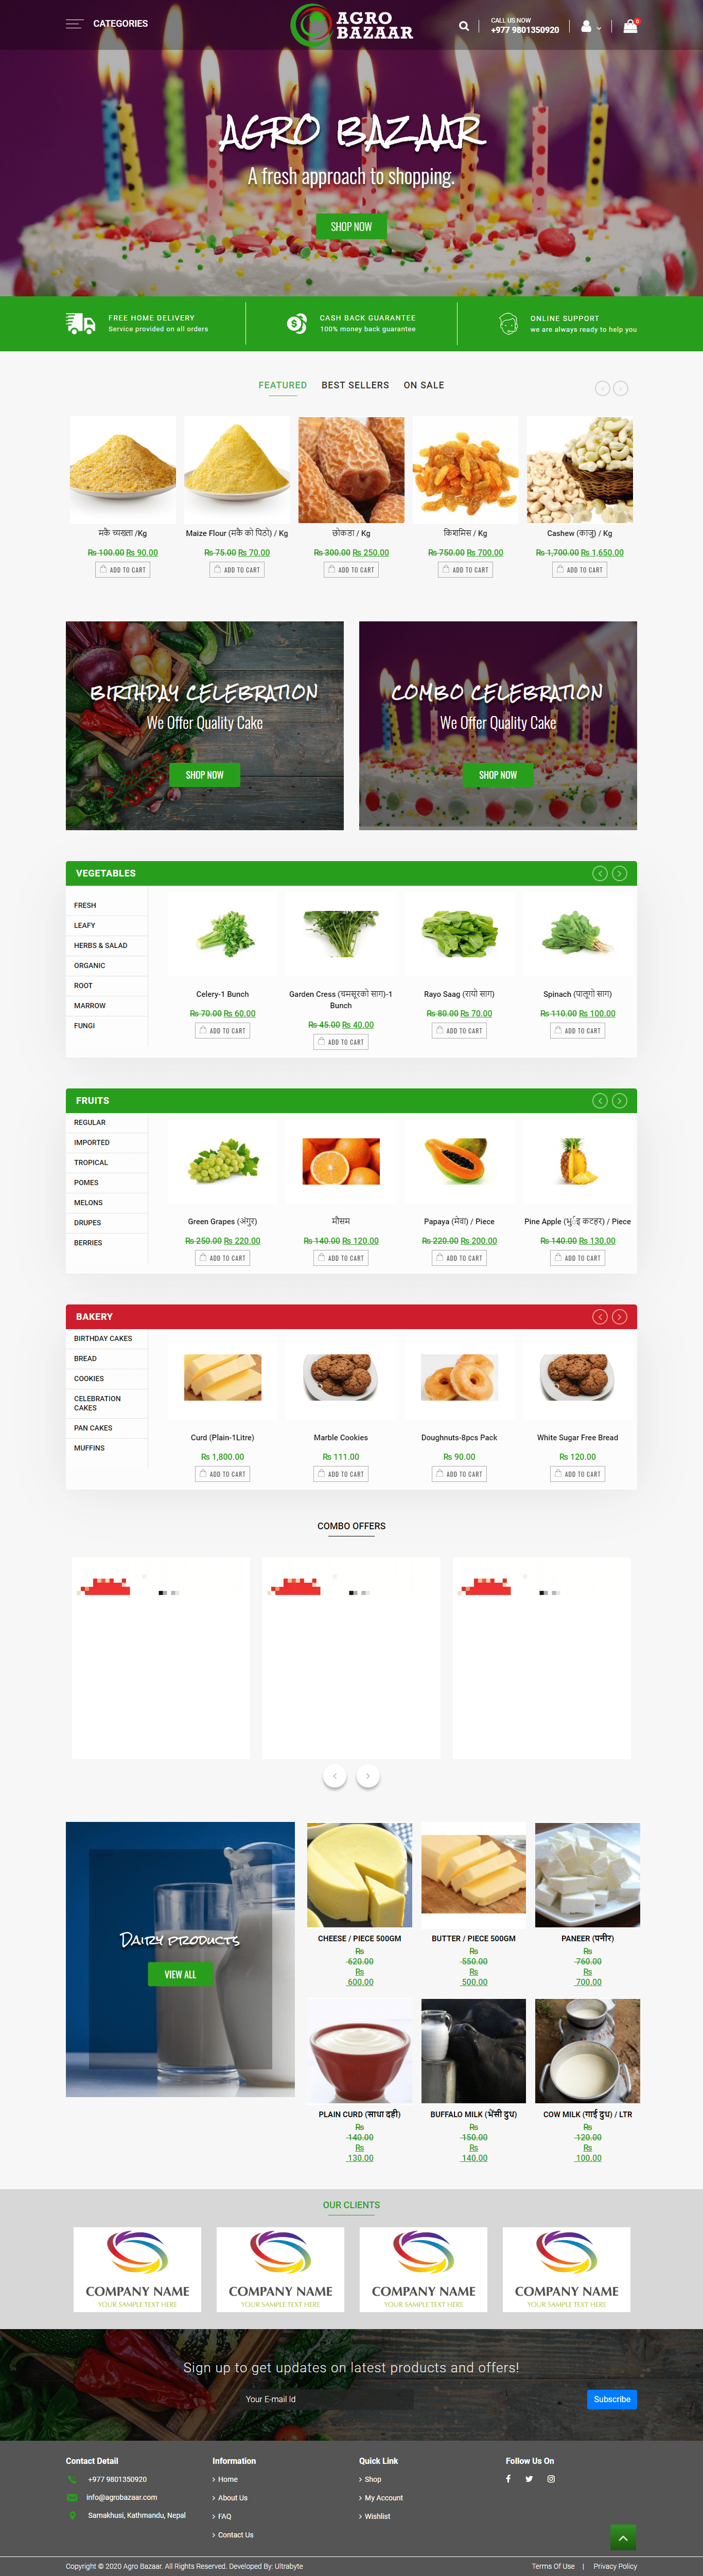 CATEGORIES
AGRO
BAZAAR
CALL US NOW
+977 9801350920
0
AGRO BAZAAR
A fresh approach to shopping.
SHOP NOW
FREE HOME DELIVERY
Service provided on all orders
CASH BACK GUARANTEE
100% money back guarantee
ONLINE SUPPORT
we are always ready to help you
FEATURED BEST SELLERS ON SALE
मकै च्यख्ला /Kg
₨ 100.00 ₨ 90.00
ADD TO CART
Maize Flour (मकै को पिठो) / Kg
₨ 75.00 ₨ 70.00
ADD TO CART
छोकडा / Kg
₨ 300.00 ₨ 250.00
ADD TO CART
किशमिस / Kg
₨ 750.00 ₨ 700.00
ADD TO CART
Cashew (काजु) / Kg
₨ 1,700.00 ₨ 1,650.00
ADD TO CART
BIRTHDAY CELEBRATION
We Offer Quality Cake
SHOP NOW
COMBO CELEBRATION
We Offer Quality Cake
SHOP NOW
VEGETABLES
FRESH
LEAFY
HERBS & SALAD
ORGANIC
ROOT
MARROW
FUNGI
Celery-1 Bunch
₨ 70.00 ₨ 60.00
ADD TO CART
Garden Cress (चमसुरको साग)-1
Bunch
₨ 45.00 ₨ 40.00
ADD TO CART
Rayo Saag (रायो साग)
₨ 80.00 ₨ 70.00
ADD TO CART
Spinach (पालुगो साग)
₨ 110.00 ₨ 100.00
ADD TO CART
FRUITS
REGULAR
IMPORTED
TROPICAL
POMES
MELONS
DRUPES
BERRIES
Green Grapes (अंगुर)
₨ 250.00 ₨ 220.00
ADD TO CART
मौसम
₨ 140.00 ₨ 120.00
ADD TO CART
Papaya (मेवा) / Piece
₨ 220.00 ₨ 200.00
ADD TO CART
Pine Apple (भुर्इ कटहर) / Piece
₨ 140.00 ₨ 130.00
ADD TO CART
BAKERY
BIRTHDAY CAKES
BREAD
COOKIES
CELEBRATION
CAKES
PAN CAKES
MUFFINS
Curd (Plain-1Litre)
₨ 1,800.00
ADD TO CART
Marble Cookies
₨ 111.00
ADD TO CART
Doughnuts-8pcs Pack
₨ 90.00
ADD TO CART
White Sugar Free Bread
₨ 120.00
ADD TO CART
COMBO OFFERS
Dairy products
VIEW ALL
CHEESE / PIECE 500GM
₨
620.00
₨
600.00
BUTTER / PIECE 500GM
₨
550.00
₨
500.00
PANEER (पनीर)
₨
760.00
₨
700.00
PLAIN CURD (साधा दही)
₨
140.00
₨
130.00
BUFFALO MILK (भैंसी दुध)
₨
150.00
₨
140.00
COW MILK (गाई दुध) / LTR
₨
120.00
₨
100.00
OUR CLIENTS
COMPANY NAME
YOUR SAMPLE TEXT HERE
COMPANY NAME
YOUR SAMPLE TEXT HERE
COMPANY NAME
YOUR SAMPLE TEXT HERE
COMPANY NAME
YOUR SAMPLE TEXT HERE
Sign up to get updates on latest products and offers!
Your E-mail Id
Subscribe
Contact Detail
+977 9801350920
info@agrobazaar.com
Samakhusi, Kathmandu, Nepal
Information
Home
About Us
FAQ
Contact Us
Quick Link
Shop
My Account
Wishlist
Follow Us On
Copyright © 2020 Agro Bazaar. All Rights Reserved. Developed By: Ultrabyte
Terms Of Use | Privacy Policy